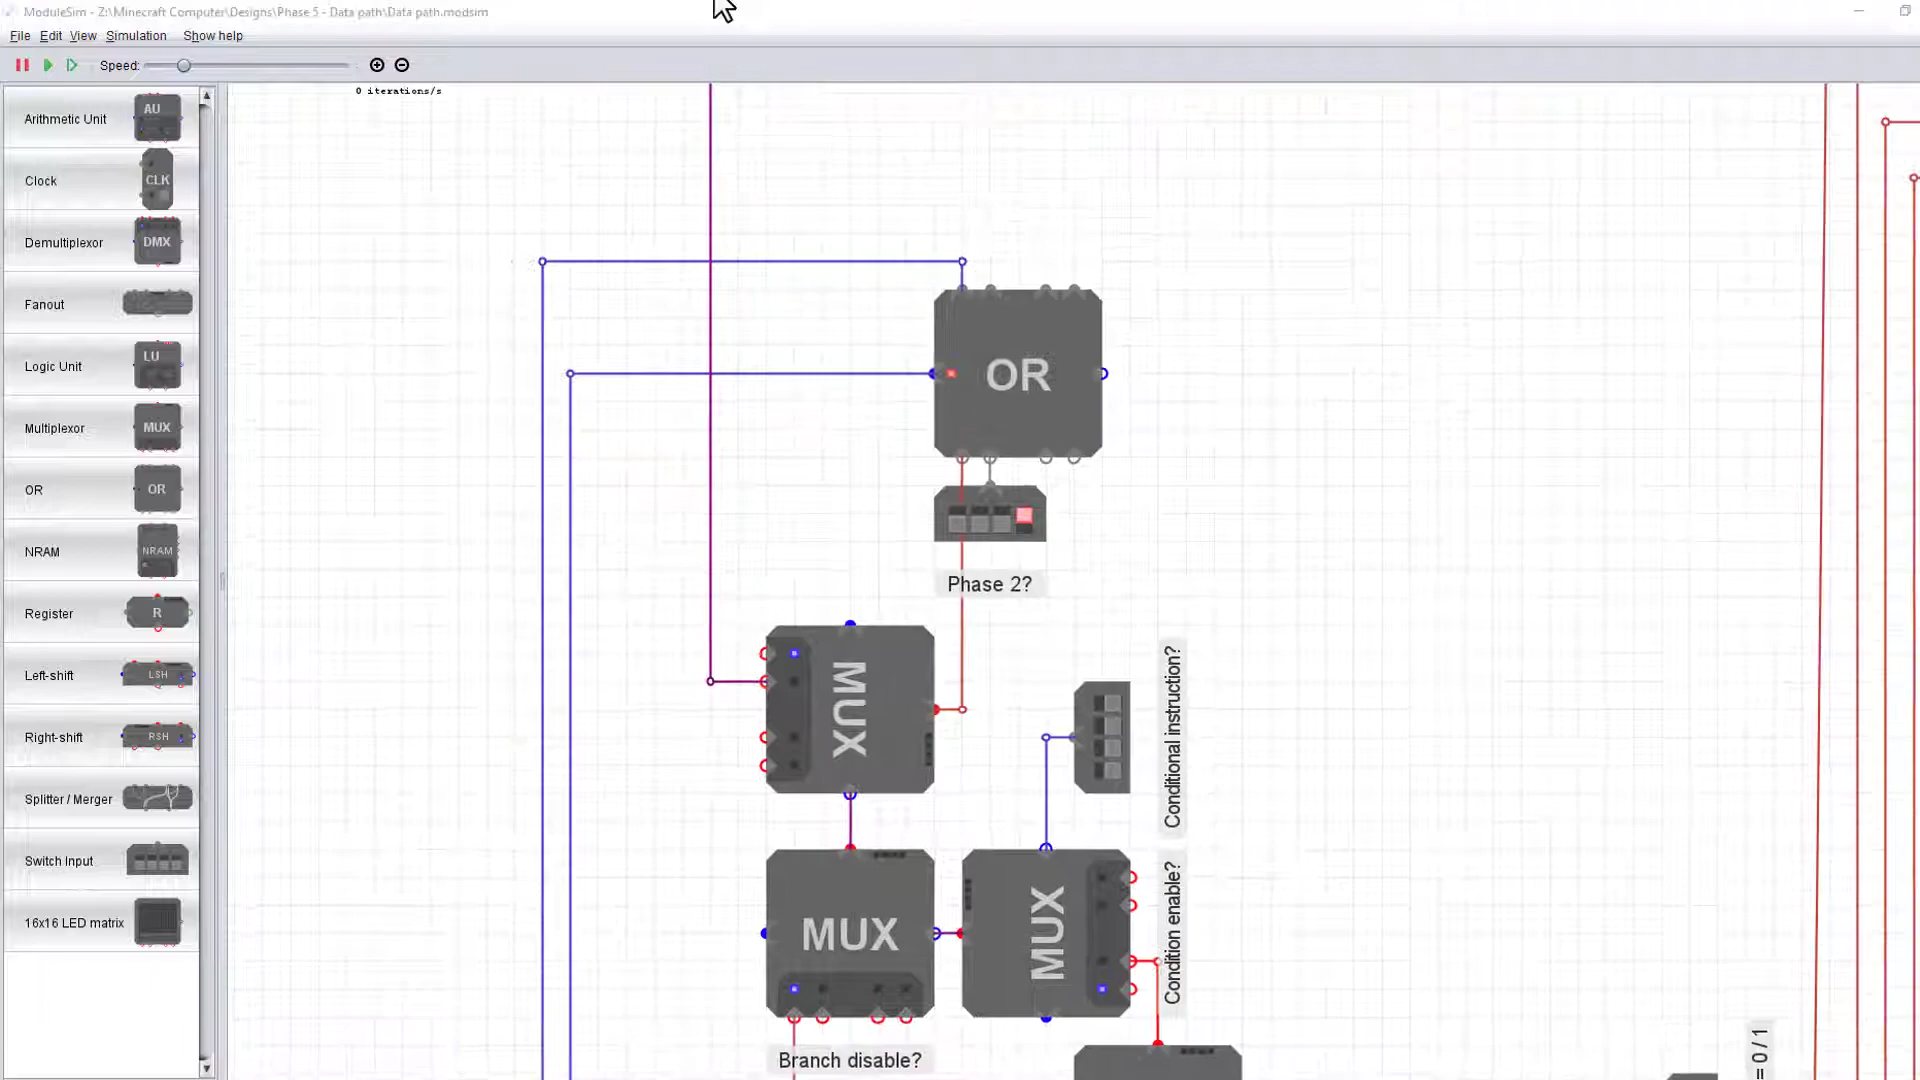 ModuleSim - Z:\Minecraft Computer\Designs\Phase 5 - Data path\Data path.modsim
File Edit View Simulation Show help
Speed:
0 iterations/s
Arithmetic Unit AU
Clock CLK
Demultiplexor DMX
Fanout
Logic Unit LU
Multiplexor MUX
OR OR
NRAM NRAM
Register R
Left-shift LSH
Right-shift RSH
Splitter / Merger
Switch Input
16x16 LED matrix
OR
Phase 2?
MUX
Conditional instruction?
MUX
MUX
Condition enable?
Branch disable?
= 0 / 1